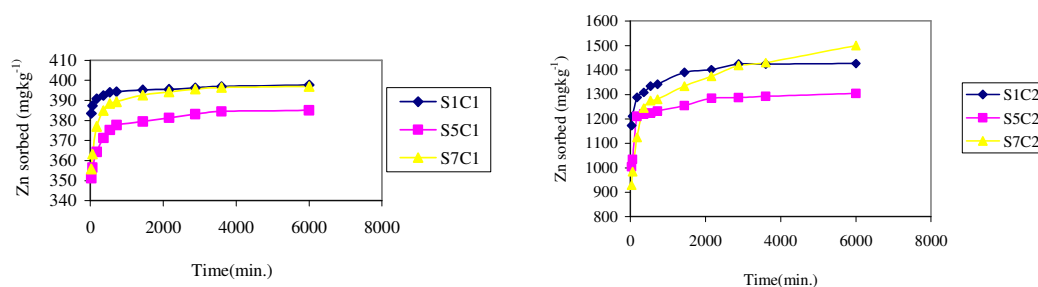 Zn sorbed (mgkg-1)
420
410
400
390
380
370
360
350
340
0 2000 4000 6000 8000
Time(min.)
S1C1
S5C1
S7C1
Zn sorbed (mgkg-1)
1600
1500
1400
1300
1200
1100
1000
900
800
0 2000 4000 6000 8000
Time(min.)
S1C2
S5C2
S7C2